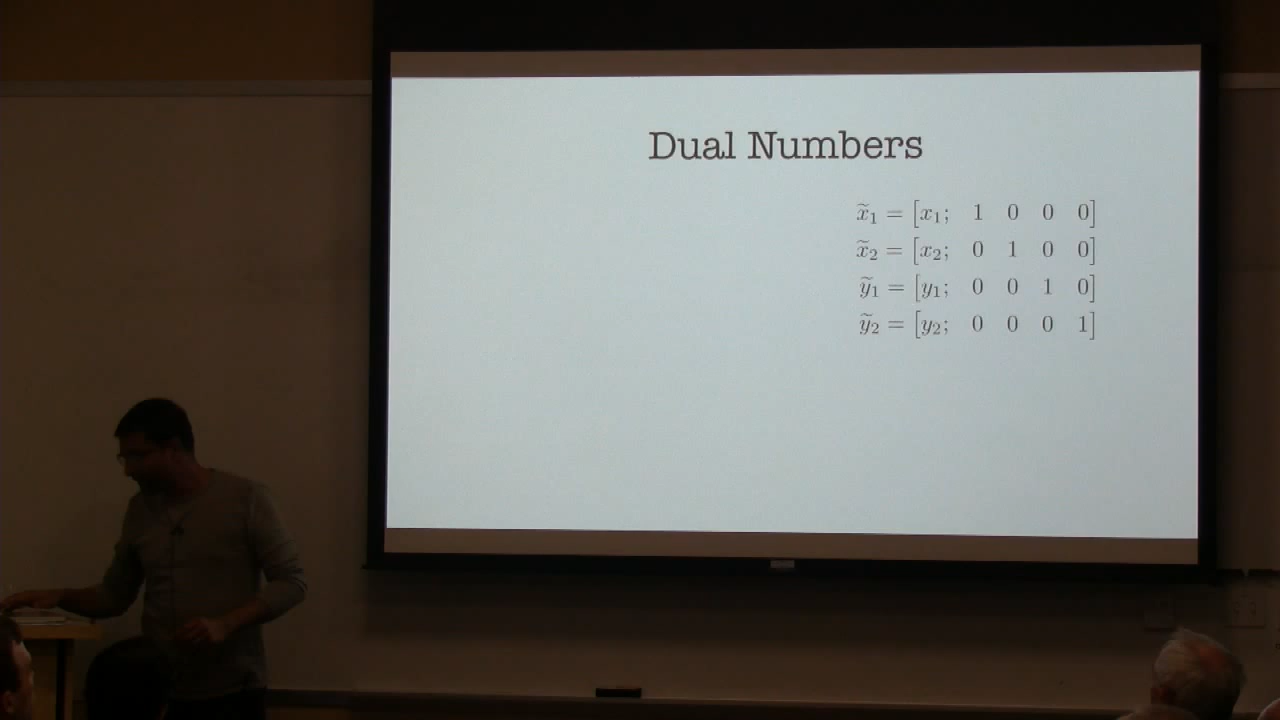 Dual Numbers
x̃₁ = [x₁; 1 0 0 0]
x̃₂ = [x₂; 0 1 0 0]
ỹ₁ = [y₁; 0 0 1 0]
ỹ₂ = [y₂; 0 0 0 1]